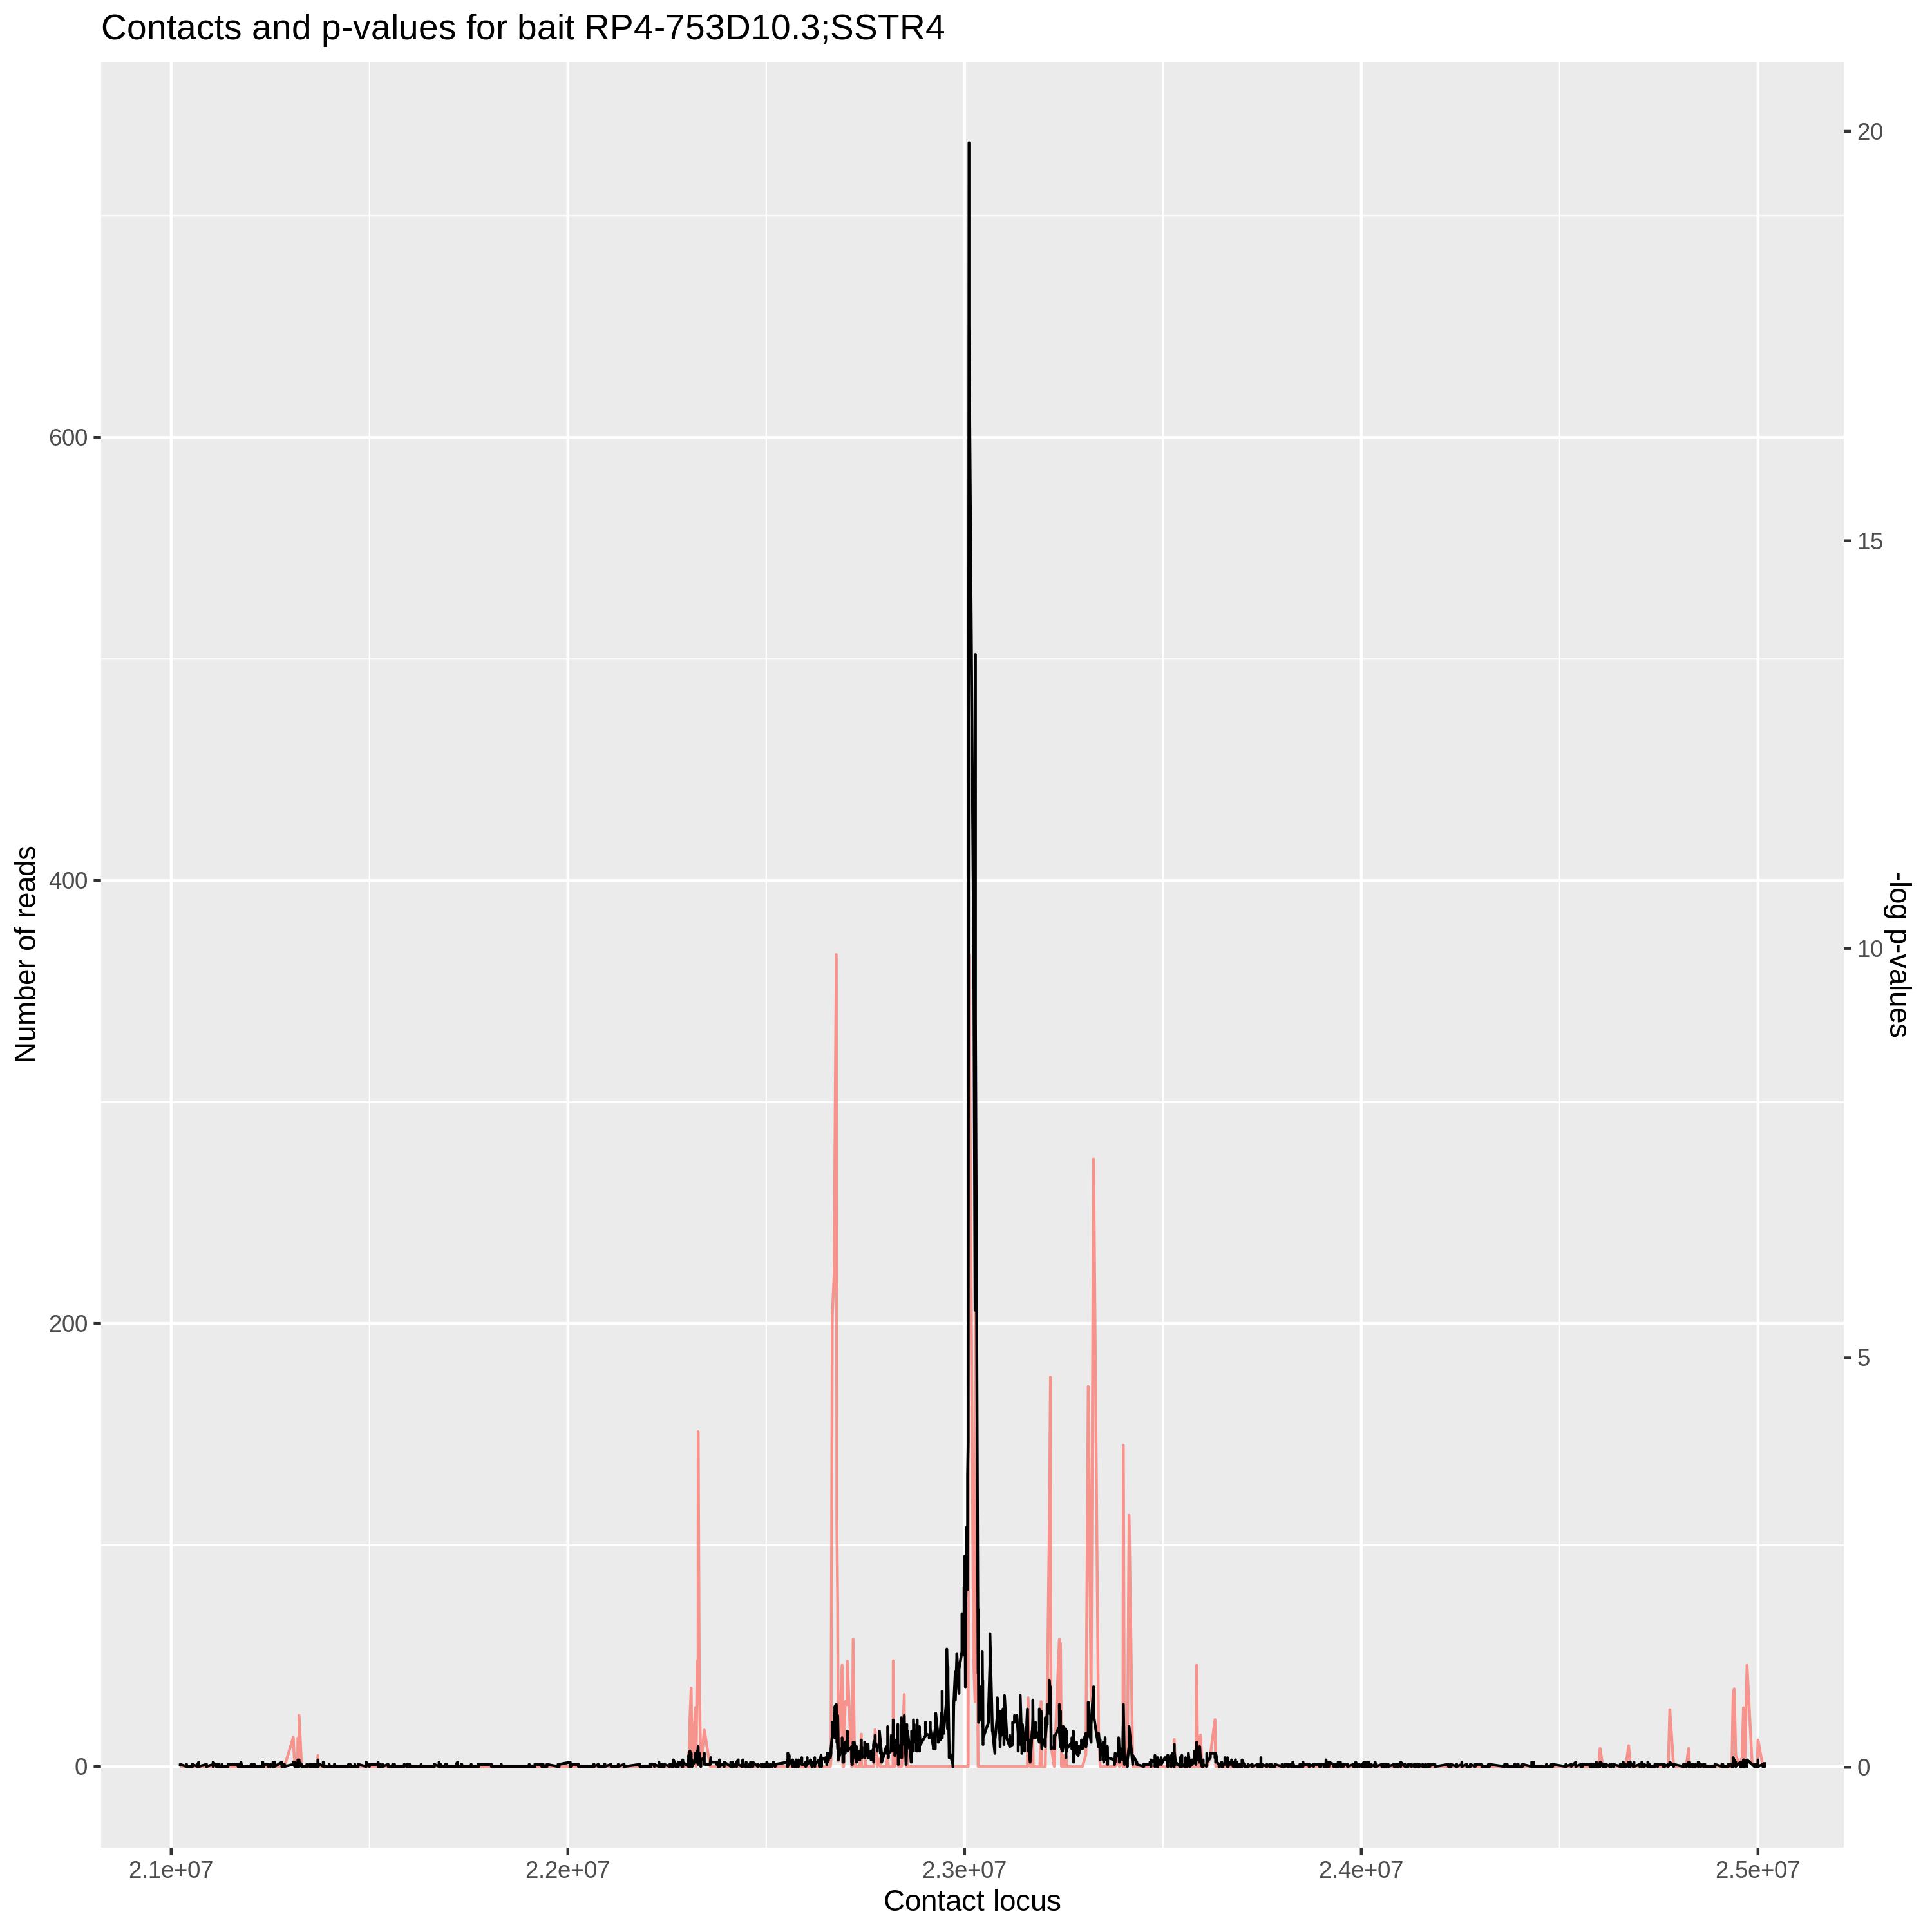 Contacts and p-values for bait RP4-753D10.3;SSTR4
20
600
15
400
10
Number of reads
-log p-values
200
5
0
0
2.1e+07 2.2e+07 2.3e+07 2.4e+07 2.5e+07
Contact locus